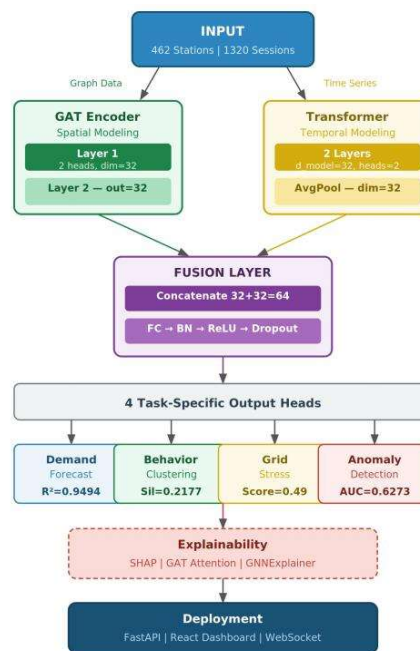 INPUT
462 Stations | 1320 Sessions
Graph Data
Time Series
GAT Encoder
Spatial Modeling
Layer 1
2 heads, dim=32
Layer 2 — out=32
Transformer
Temporal Modeling
2 Layers
d_model=32, heads=2
AvgPool — dim=32
FUSION LAYER
Concatenate 32+32=64
FC → BN → ReLU → Dropout
4 Task-Specific Output Heads
Demand
Forecast
R²=0.9494
Behavior
Clustering
Sil=0.2177
Grid
Stress
Score=0.49
Anomaly
Detection
AUC=0.6273
Explainability
SHAP | GAT Attention | GNNExplainer
Deployment
FastAPI | React Dashboard | WebSocket